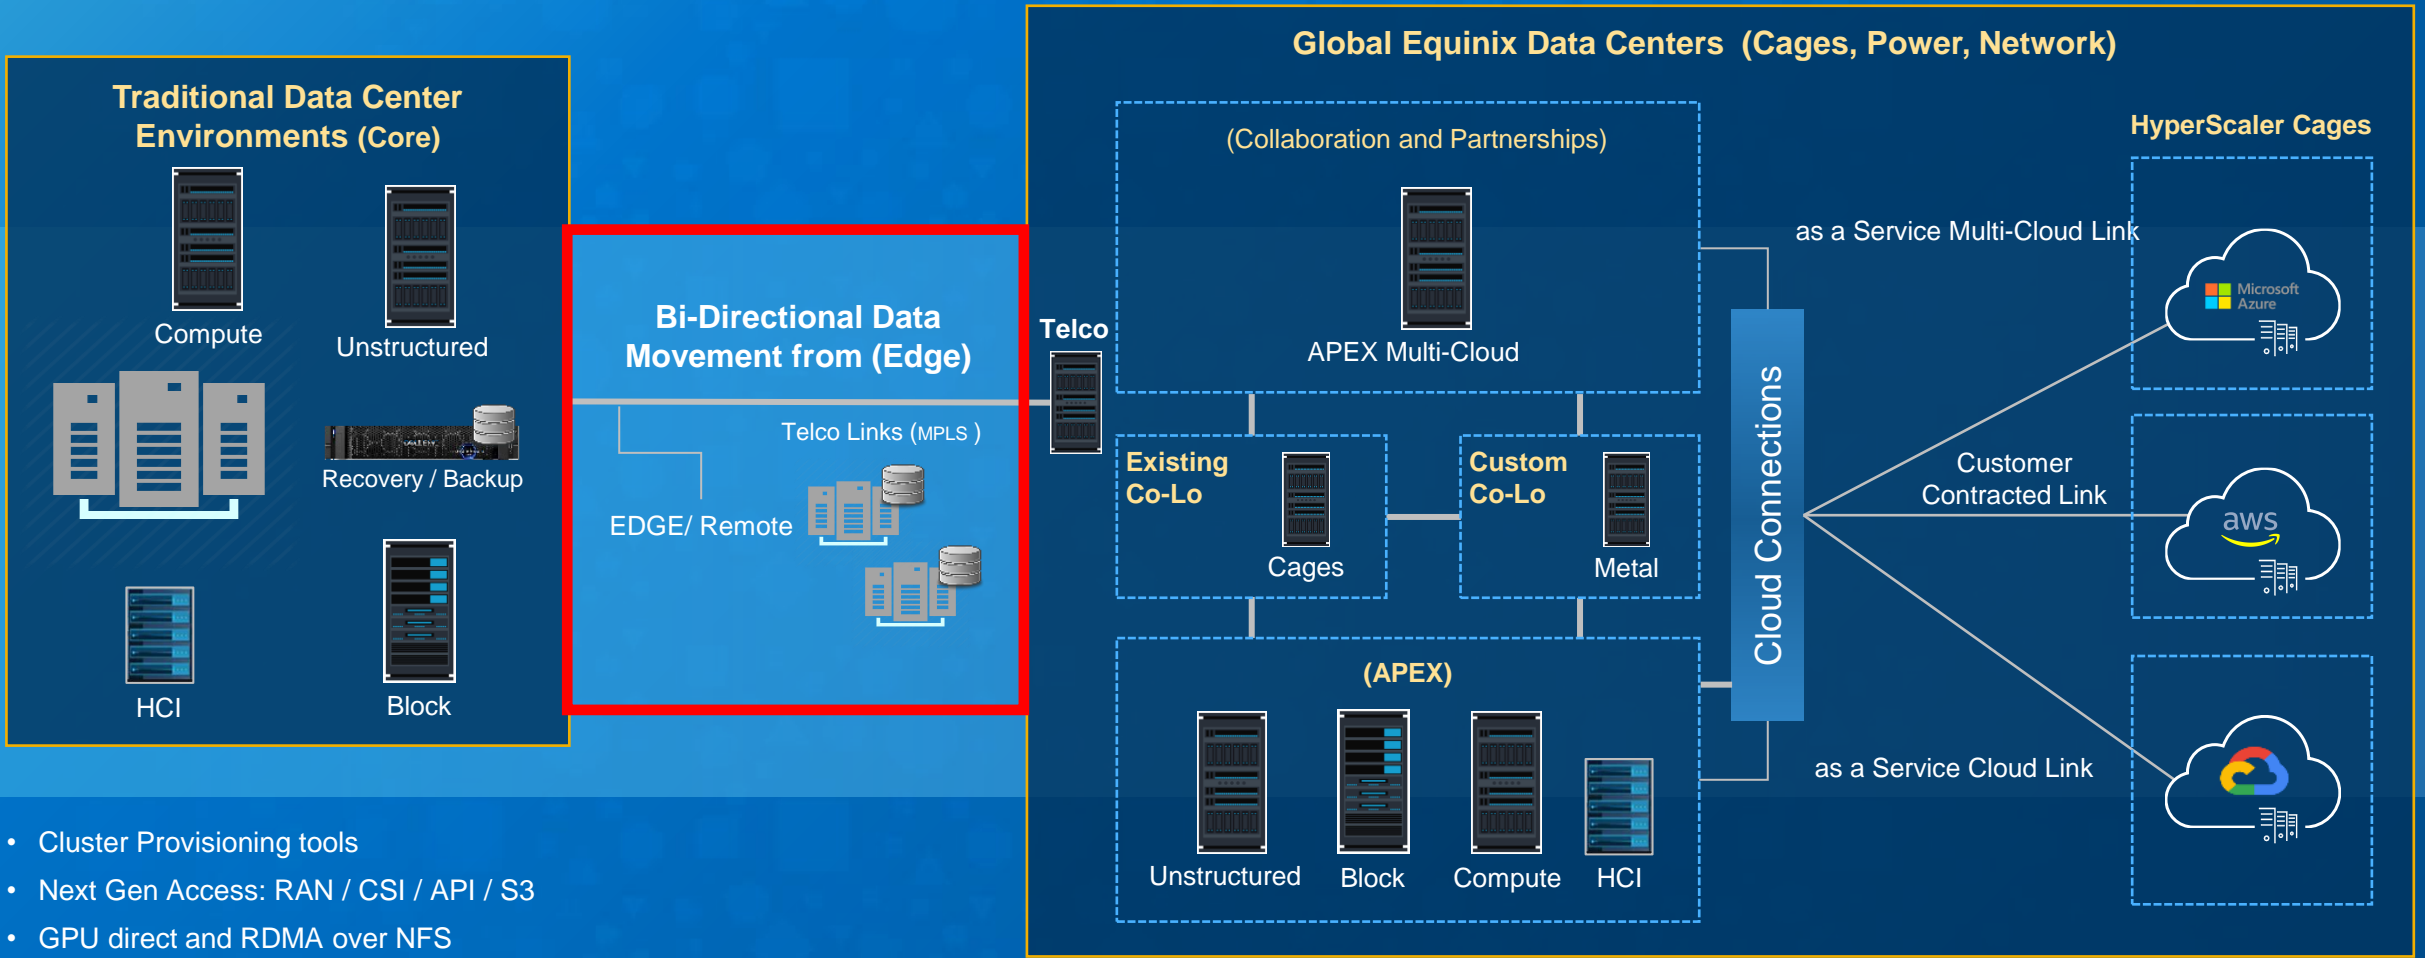 Global Equinix Data Centers (Cages, Power, Network)
Traditional Data Center
Environments (Core)
Compute
Unstructured
Recovery / Backup
HCI
Block
Bi-Directional Data
Movement from (Edge)
Telco Links (MPLS )
EDGE/ Remote
Telco
(Collaboration and Partnerships)
APEX Multi-Cloud
Existing
Co-Lo
Cages
Custom
Co-Lo
Metal
(APEX)
Unstructured
Block
Compute
HCI
Cloud Connections
as a Service Multi-Cloud Link
Customer
Contracted Link
as a Service Cloud Link
HyperScaler Cages
Microsoft
Azure
aws
• Cluster Provisioning tools
• Next Gen Access: RAN / CSI / API / S3
• GPU direct and RDMA over NFS